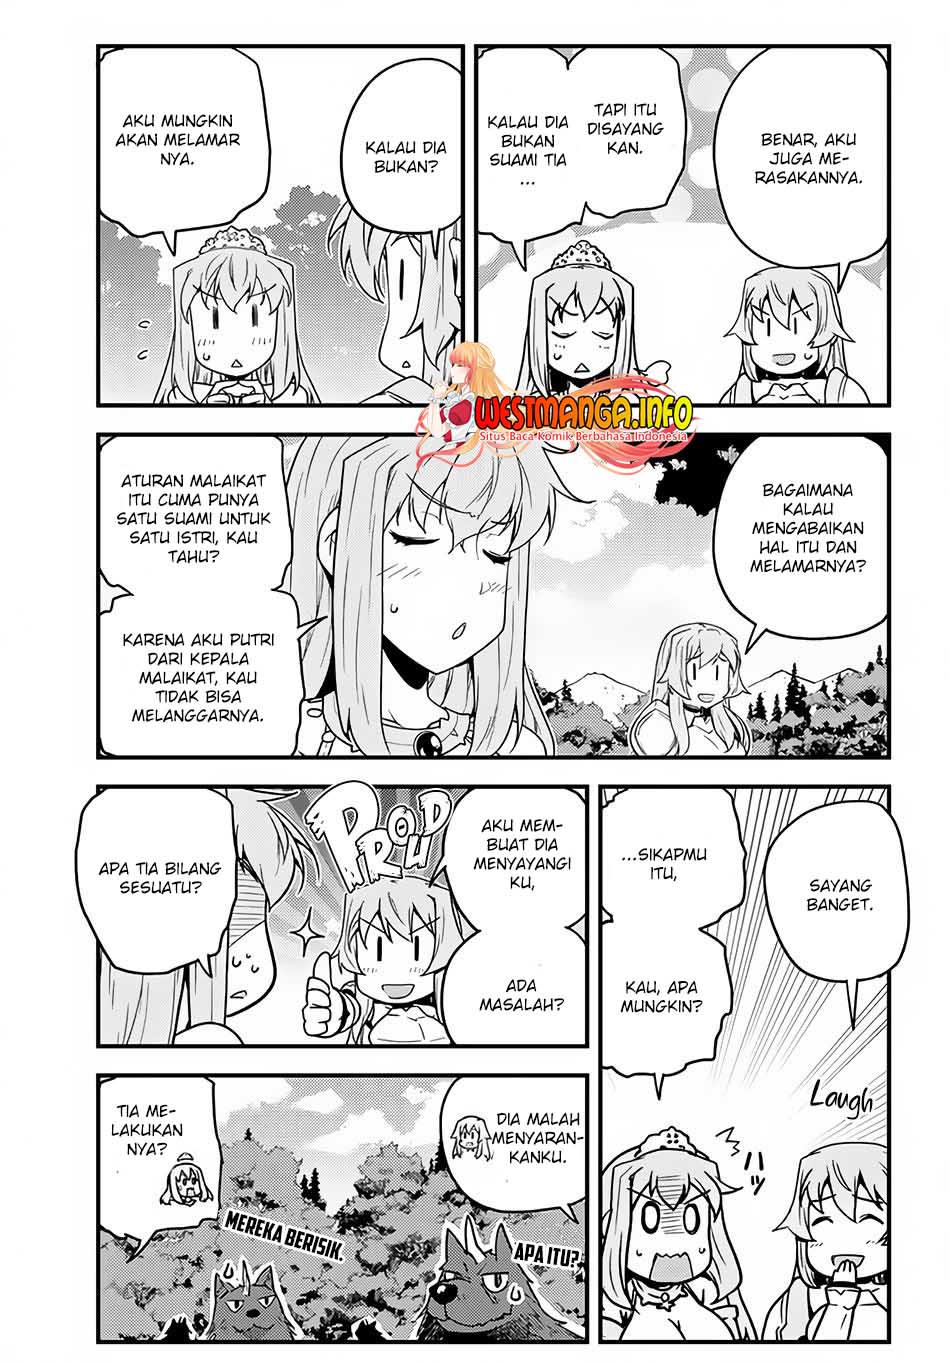 BENAR, AKU
JUGA ME-
RASAKANNYA.
TAPI ITU
DISAYANG
KAN.
KALAU DIA
BUKAN
SUAMI TIA
...
KALAU DIA
BUKAN?
AKU MUNGKIN
AKAN MELAMAR
NYA.
WESTMANGA.INFO
Situs Baca Komik Berbahasa Indonesia
BAGAIMANA
KALAU
MENGABAIKAN
HAL ITU DAN
MELAMARNYA?
ATURAN MALAIKAT
ITU CUMA PUNYA
SATU SUAMI UNTUK
SATU ISTRI, KAU
TAHU?
KARENA AKU PUTRI
DARI KEPALA
MALAIKAT, KAU
TIDAK BISA
MELANGGARNYA.
SAYANG
BANGET.
...SIKAPMU
ITU,
KAU, APA
MUNGKIN?
Laugh
AKU MEM-
BUAT DIA
MENYAYANGI
KU,
ADA
MASALAH?
PROUD
APA TIA BILANG
SESUATU?
DIA MALAH
MENYARAN-
KANKU.
TIA ME-
LAKUKAN
NYA?
APA ITU?
MEREKA BERISIK.